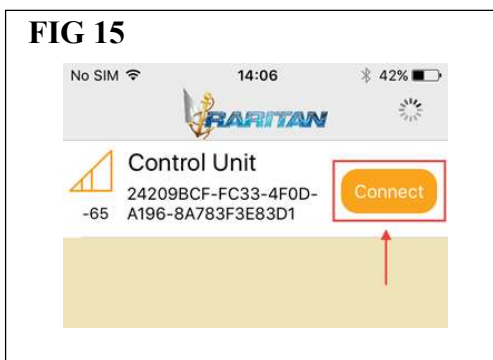 FIG 15
No SIM 14:06 42%
RARITAN
Control Unit
24209BCF-FC33-4F0D-
A196-8A783F3E83D1
-65
Connect